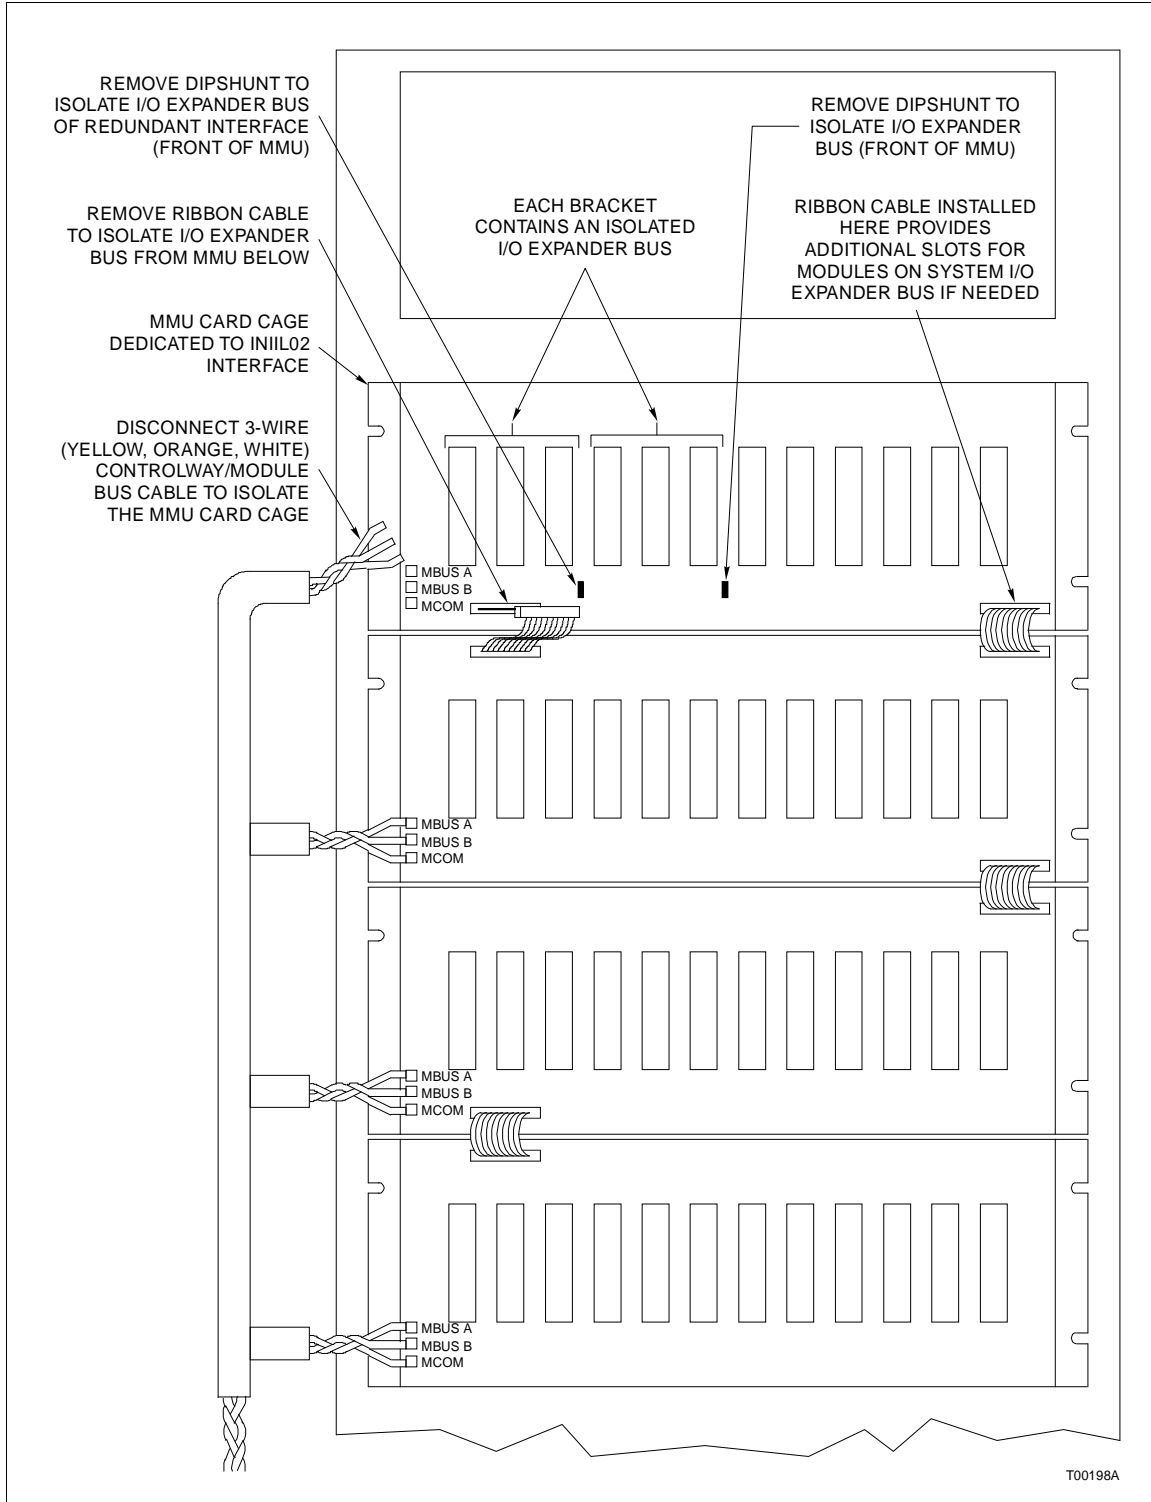 REMOVE DIPSHUNT TO
ISOLATE I/O EXPANDER BUS
OF REDUNDANT INTERFACE
(FRONT OF MMU)
REMOVE DIPSHUNT TO
ISOLATE I/O EXPANDER
BUS (FRONT OF MMU)
REMOVE RIBBON CABLE
TO ISOLATE I/O EXPANDER
BUS FROM MMU BELOW
EACH BRACKET
CONTAINS AN ISOLATED
I/O EXPANDER BUS
RIBBON CABLE INSTALLED
HERE PROVIDES
ADDITIONAL SLOTS FOR
MODULES ON SYSTEM I/O
EXPANDER BUS IF NEEDED
MMU CARD CAGE
DEDICATED TO INIIL02
INTERFACE
DISCONNECT 3-WIRE
(YELLOW, ORANGE, WHITE)
CONTROLWAY/MODULE
BUS CABLE TO ISOLATE
THE MMU CARD CAGE
MBUS A
MBUS B
MCOM
MBUS A
MBUS B
MCOM
MBUS A
MBUS B
MCOM
MBUS A
MBUS B
MCOM
T00198A